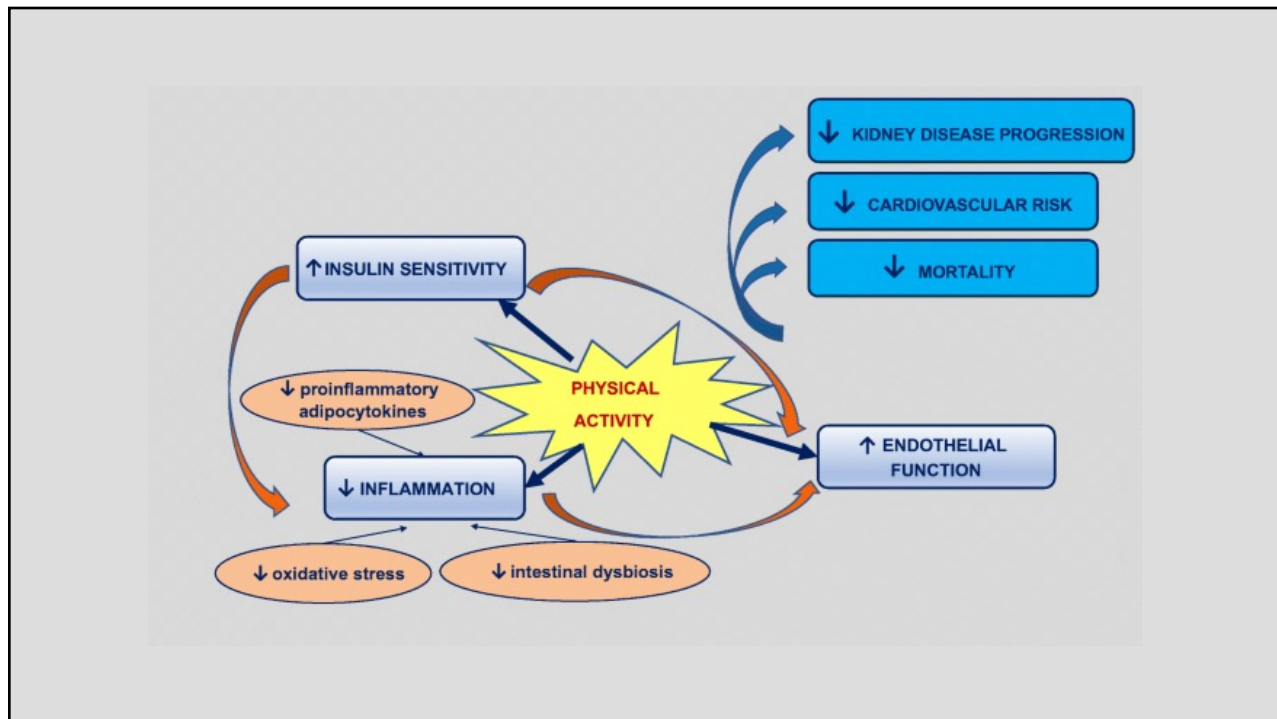 ↓ KIDNEY DISEASE PROGRESSION
↓ CARDIOVASCULAR RISK
↓ MORTALITY
↑ INSULIN SENSITIVITY
PHYSICAL
ACTIVITY
↓ proinflammatory
adipocytokines
↑ ENDOTHELIAL
FUNCTION
↓ INFLAMMATION
↓ oxidative stress
↓ intestinal dysbiosis